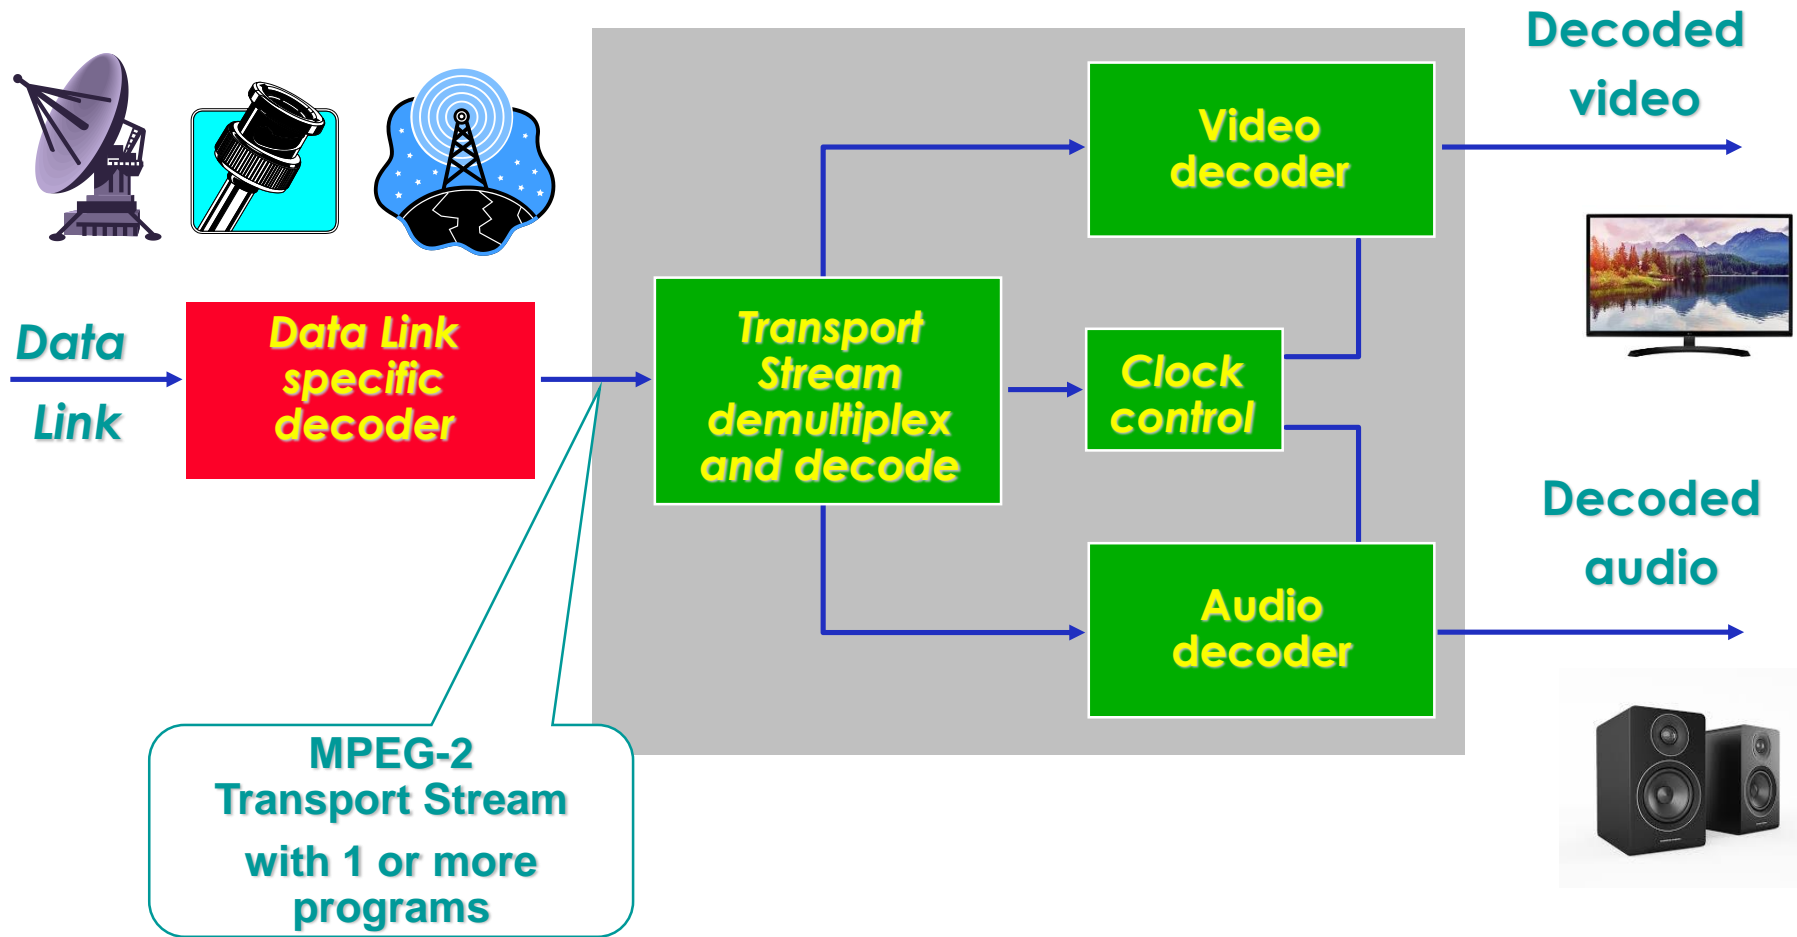 Data
Link
Data Link
specific
decoder
MPEG-2
Transport Stream
with 1 or more
programs
Transport
Stream
demultiplex
and decode
Clock
control
Video
decoder
Audio
decoder
Decoded
video
Decoded
audio